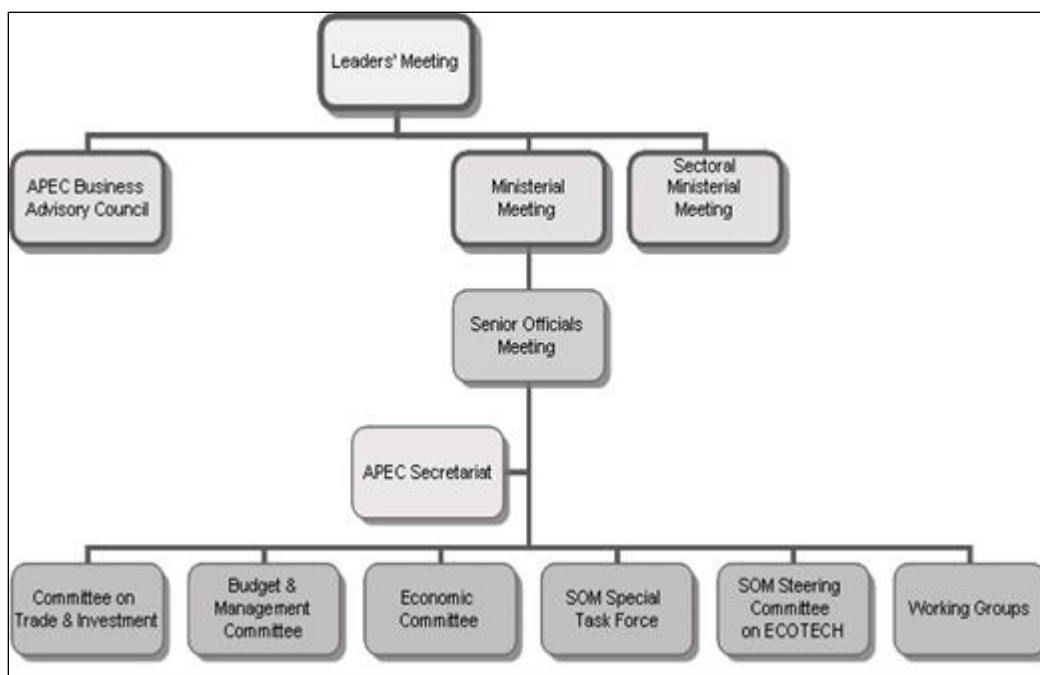 Leaders' Meeting
APEC Business
Advisory Council
Ministerial
Meeting
Sectoral
Ministerial
Meeting
Senior Officials
Meeting
APEC Secretariat
Committee on
Trade & Investment
Budget &
Management
Committee
Economic
Committee
SOM Special
Task Force
SOM Steering
Committee
on ECOTECH
Working Groups